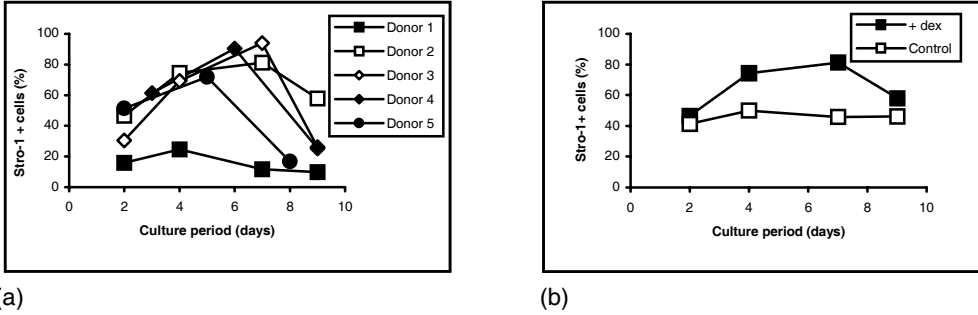 Donor 1
Donor 2
Donor 3
Donor 4
Donor 5
100
80
60
40
20
0
Stro-1 + cells (%)
0 2 4 6 8 10
Culture period (days)
(a)
+ dex
Control
100
80
60
40
20
0
Stro-1+ cells (%)
0 2 4 6 8 10
Culture period (days)
(b)